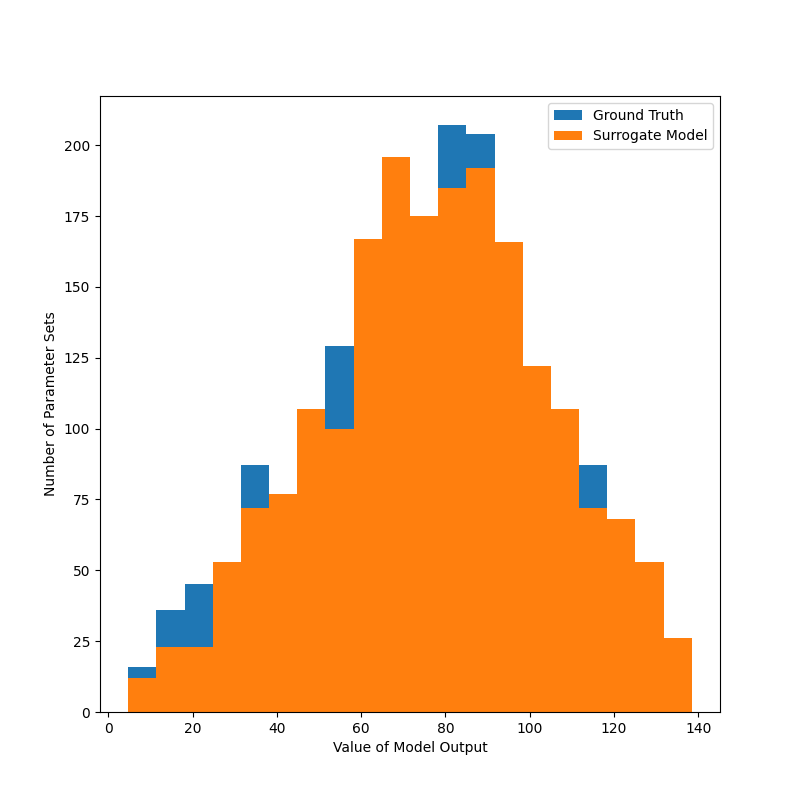 Ground Truth
Surrogate Model
200
175
150
125
100
75
50
25
0
Number of Parameter Sets
0 20 40 60 80 100 120 140
Value of Model Output